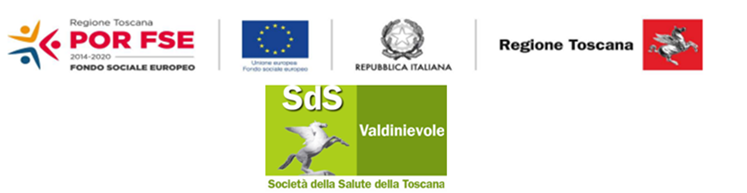 Regione Toscana
POR FSE
2014-2020
FONDO SOCIALE EUROPEO
Unione europea
Fondo sociale europeo
REPUBBLICA ITALIANA
Regione Toscana
SdS
Valdinievole
Società della Salute della Toscana